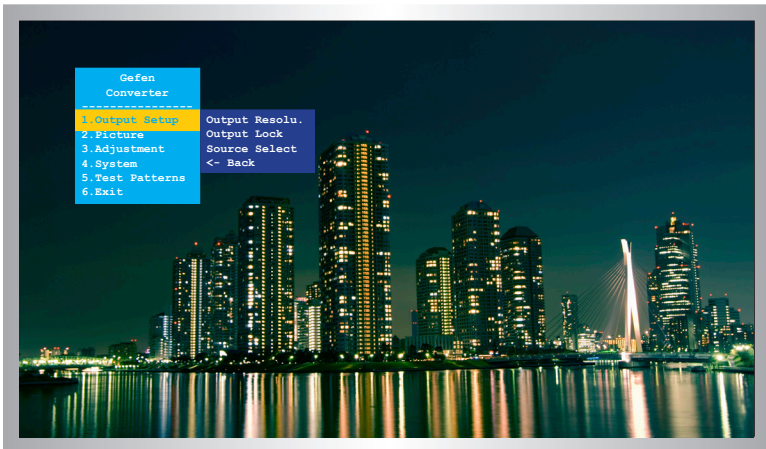 Gefen
Converter
----------------
1.Output Setup
2.Picture
3.Adjustment
4.System
5.Test Patterns
6.Exit
Output Resolu.
Output Lock
Source Select
<- Back